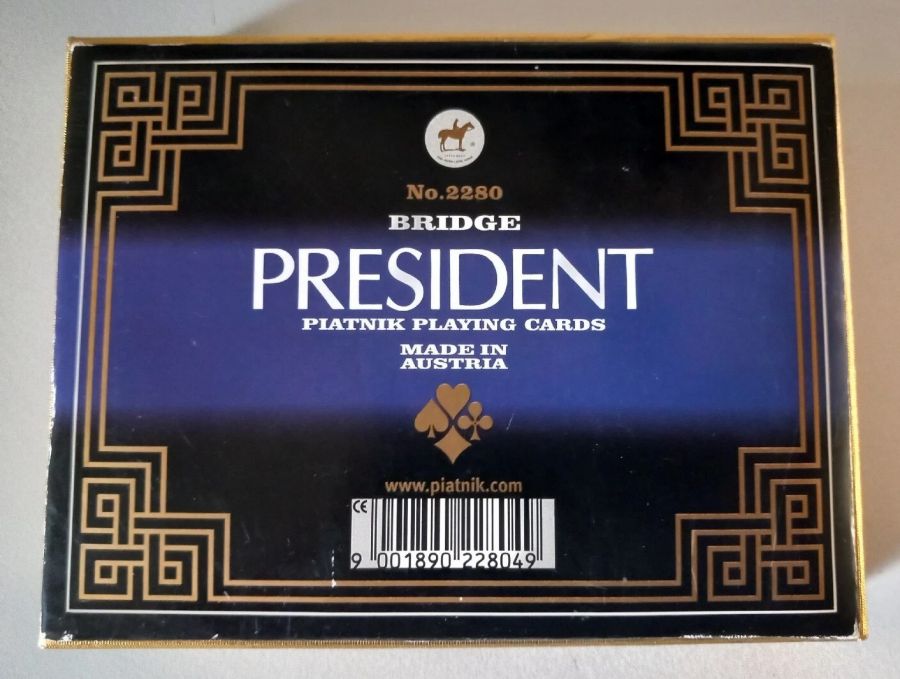 No.2280
BRIDGE
PRESIDENT
PIATNIK PLAYING CARDS
MADE IN
AUSTRIA
www.piatnik.com
CE
9 001890 228049